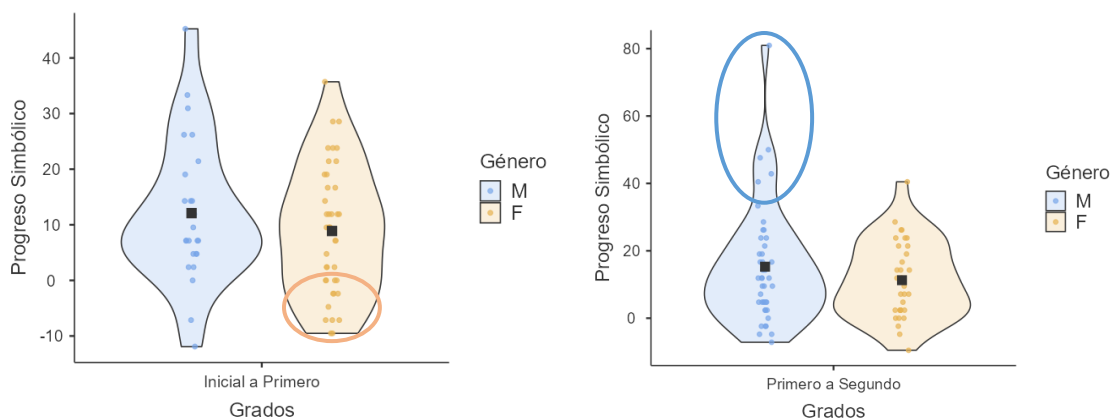 Progreso Simbólico
40
30
20
10
0
-10
Inicial a Primero
Grados
Género
M
F
Progreso Simbólico
80
60
40
20
0
Primero a Segundo
Grados
Género
M
F